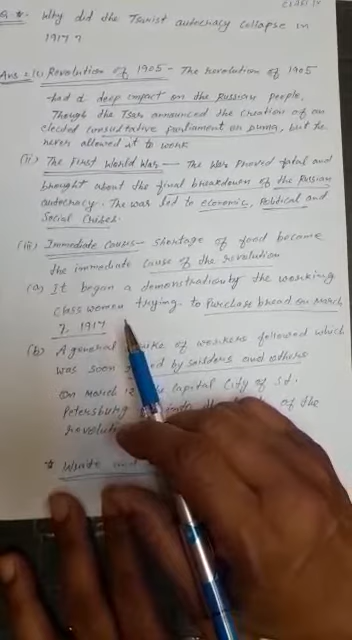 Q *- Why did the Tsarist autocracy collapse in
1917?
Ans:- (i) Revolution of 1905 - The revolution of 1905
had a deep impact on the Russian people.
Though the Tsar announced the creation of an
elected consultative parliament or duma, but he
never allowed it to work
(ii) The First World War - The War proved fatal and
brought about the final breakdown of the Russian
autocracy. The war led to economic, Political and
Social Crises.
(iii) Immediate Causes - Shortage of food became
the immediate cause of the revolution
(a) It began a demonstration by the working
class women trying to Purchase bread on March
7, 1917
(b) A general strike of workers followed which
was soon by and others
On March 12 capital City of St.
Petersburg into of the
revolut
* Write